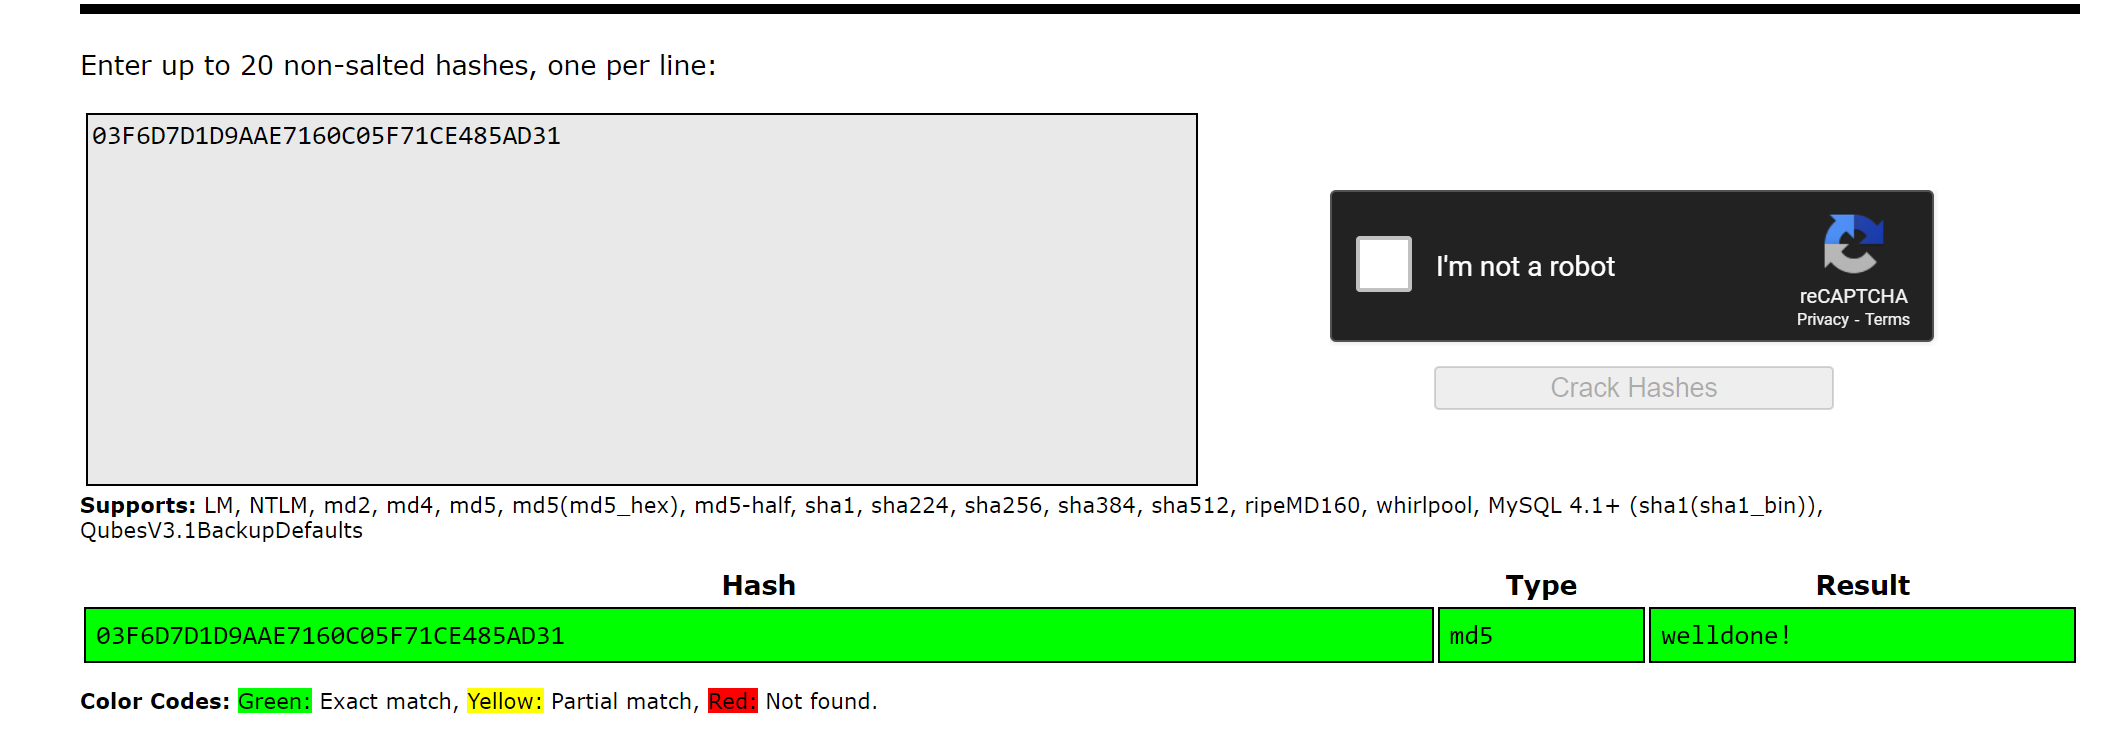 Enter up to 20 non-salted hashes, one per line:
03F6D7D1D9AAE7160C05F71CE485AD31
I'm not a robot
reCAPTCHA
Privacy - Terms
Crack Hashes
Supports: LM, NTLM, md2, md4, md5, md5(md5_hex), md5-half, sha1, sha224, sha256, sha384, sha512, ripeMD160, whirlpool, MySQL 4.1+ (sha1(sha1_bin)),
QubesV3.1BackupDefaults
Hash Type Result
03F6D7D1D9AAE7160C05F71CE485AD31 md5 welldone!
Color Codes: Green: Exact match, Yellow: Partial match, Red: Not found.